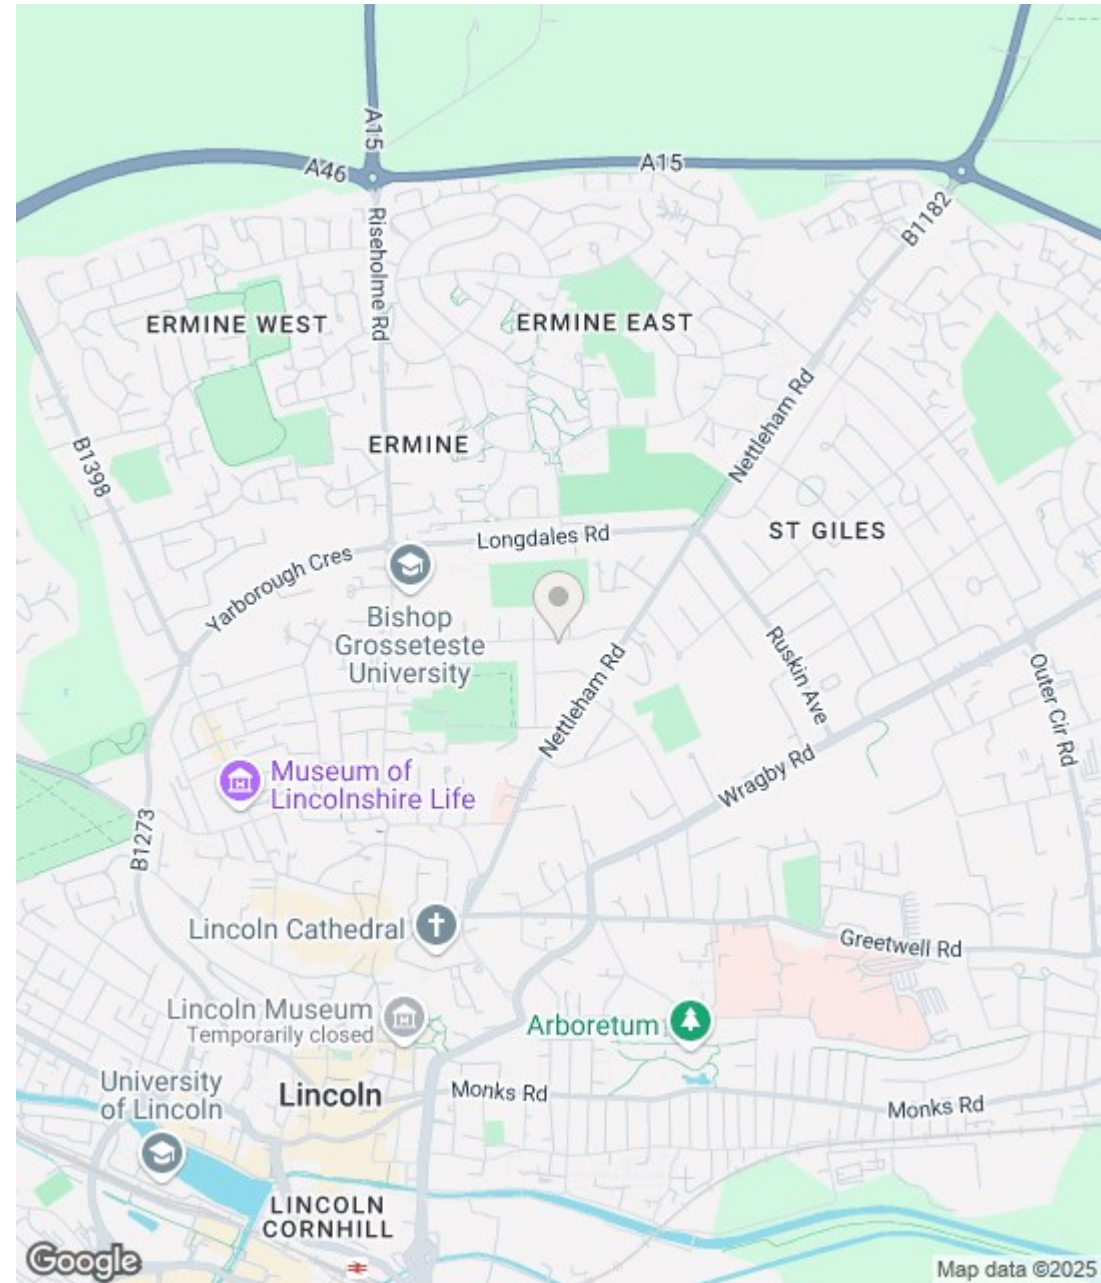 A15
A46
A15
B1182
Riseholme Rd
ERMINE WEST
ERMINE EAST
Nettleham Rd
ERMINE
B1398
Longdales Rd
ST GILES
Yarborough Cres
Bishop
Grosseteste
University
Ruskin Ave
Outer Cir Rd
Nettleham Rd
Museum of
Lincolnshire Life
Wragby Rd
B1273
Lincoln Cathedral
Greetwell Rd
Lincoln Museum
Temporarily closed
Arboretum
University
of Lincoln
Lincoln
Monks Rd
Monks Rd
LINCOLN
CORNHILL
Google
Map data ©2025